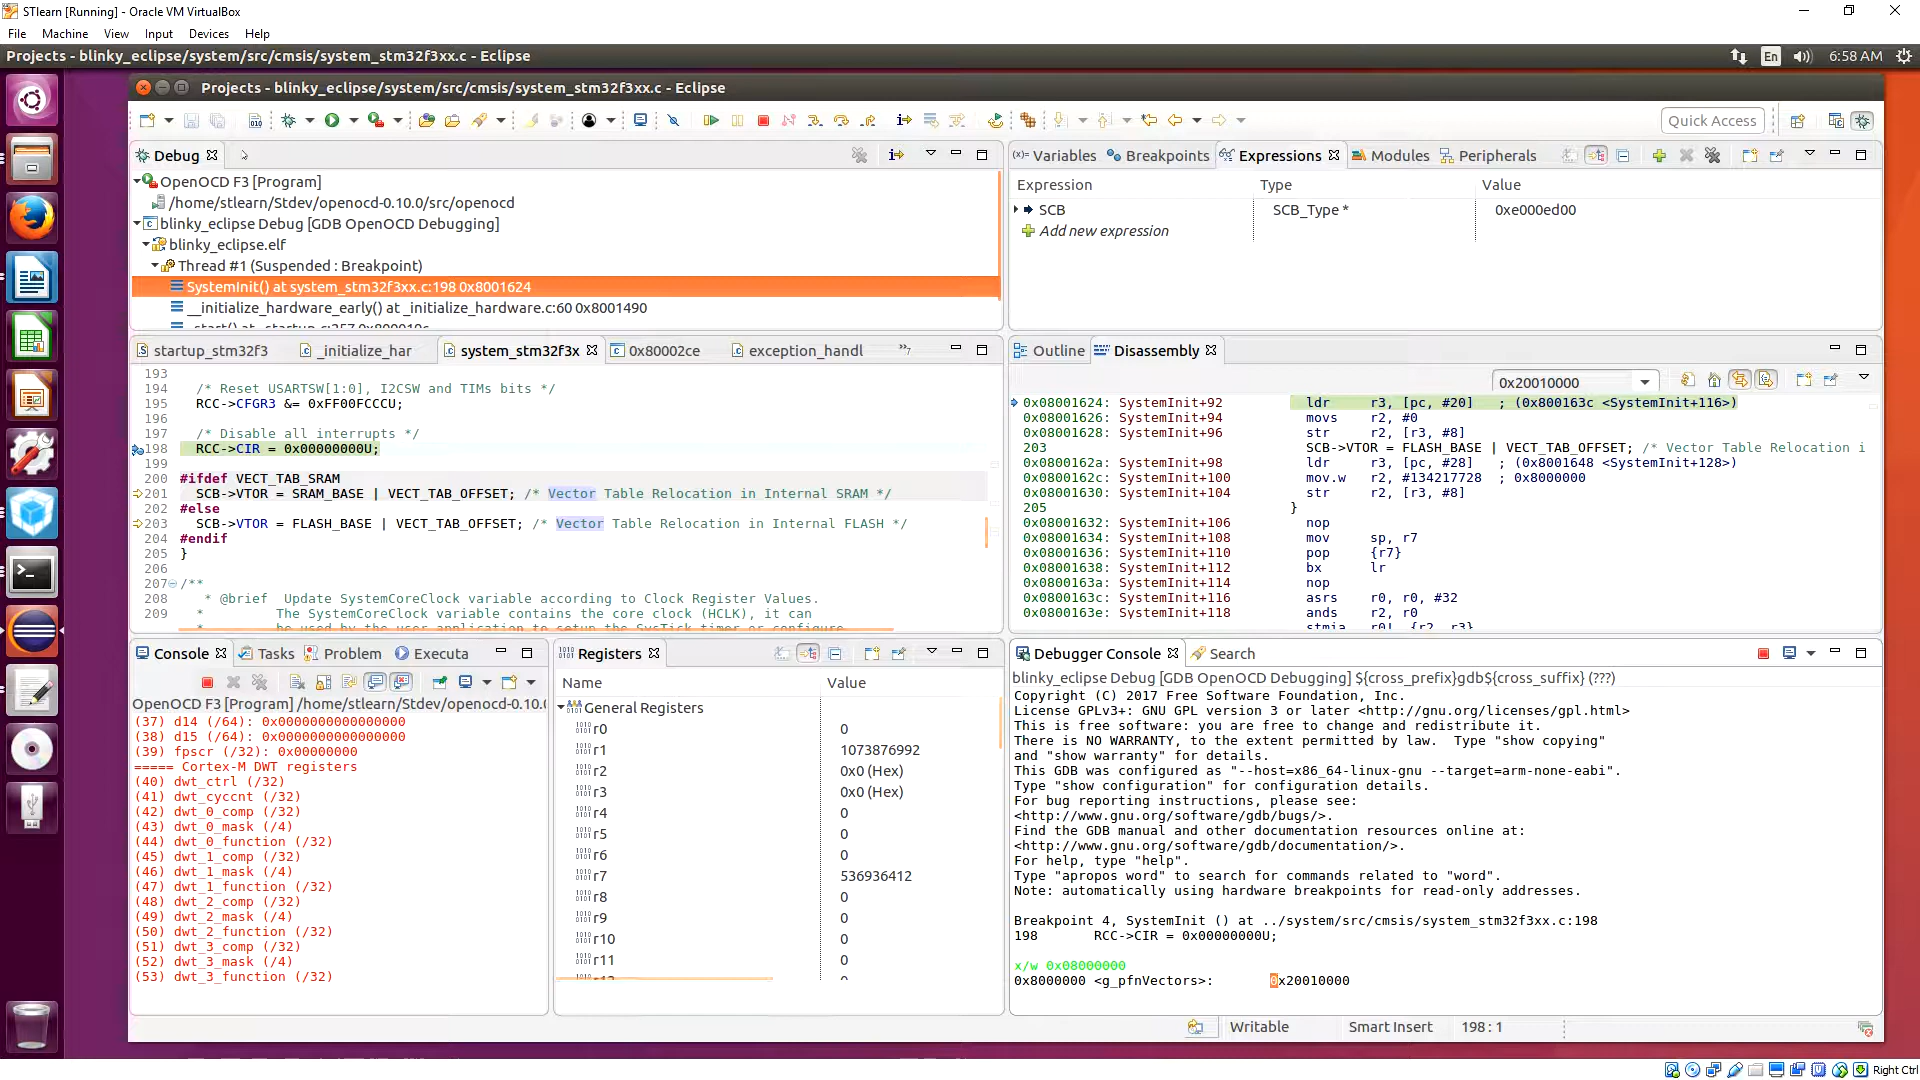 STlearn [Running] - Oracle VM VirtualBox
File Machine View Input Devices Help
Projects - blinky_eclipse/system/src/cmsis/system_stm32f3xx.c - Eclipse
En 6:58 AM
Projects - blinky_eclipse/system/src/cmsis/system_stm32f3xx.c - Eclipse
Quick Access
Debug
OpenOCD F3 [Program]
/home/stlearn/Stdev/openocd-0.10.0/src/openocd
blinky_eclipse Debug [GDB OpenOCD Debugging]
blinky_eclipse.elf
Thread #1 (Suspended : Breakpoint)
SystemInit() at system_stm32f3xx.c:198 0x8001624
__initialize_hardware_early() at _initialize_hardware.c:60 0x8001490
Variables Breakpoints Expressions Modules Peripherals
Expression Type Value
SCB SCB_Type * 0xe000ed00
Add new expression
startup_stm32f3 _initialize_har system_stm32f3x 0x80002ce exception_handl
193
194 /* Reset USARTSW[1:0], I2CSW and TIMs bits */
195 RCC->CFGR3 &= 0xFF00FCCCU;
196
197 /* Disable all interrupts */
198 RCC->CIR = 0x00000000U;
199
200 #ifdef VECT_TAB_SRAM
201 SCB->VTOR = SRAM_BASE | VECT_TAB_OFFSET; /* Vector Table Relocation in Internal SRAM */
202 #else
203 SCB->VTOR = FLASH_BASE | VECT_TAB_OFFSET; /* Vector Table Relocation in Internal FLASH */
204 #endif
205 }
206
207 /**
208 * @brief Update SystemCoreClock variable according to Clock Register Values.
209 * The SystemCoreClock variable contains the core clock (HCLK), it can
* be used by the user application to setup the SysTick timer or configure
Outline Disassembly
0x20010000
0x08001624: SystemInit+92 ldr r3, [pc, #20] ; (0x800163c <SystemInit+116>)
0x08001626: SystemInit+94 movs r2, #0
0x08001628: SystemInit+96 str r2, [r3, #8]
203 SCB->VTOR = FLASH_BASE | VECT_TAB_OFFSET; /* Vector Table Relocation i
0x0800162a: SystemInit+98 ldr r3, [pc, #28] ; (0x8001648 <SystemInit+128>)
0x0800162c: SystemInit+100 mov.w r2, #134217728 ; 0x8000000
0x08001630: SystemInit+104 str r2, [r3, #8]
205 }
0x08001632: SystemInit+106 nop
0x08001634: SystemInit+108 mov sp, r7
0x08001636: SystemInit+110 pop {r7}
0x08001638: SystemInit+112 bx lr
0x0800163a: SystemInit+114 nop
0x0800163c: SystemInit+116 asrs r0, r0, #32
0x0800163e: SystemInit+118 ands r2, r0
stmia r0!, {r2, r3}
Console Tasks Problem Executa
OpenOCD F3 [Program] /home/stlearn/Stdev/openocd-0.10.0
(37) d14 (/64): 0x0000000000000000
(38) d15 (/64): 0x0000000000000000
(39) fpscr (/32): 0x00000000
===== Cortex-M DWT registers
(40) dwt_ctrl (/32)
(41) dwt_cyccnt (/32)
(42) dwt_0_comp (/32)
(43) dwt_0_mask (/4)
(44) dwt_0_function (/32)
(45) dwt_1_comp (/32)
(46) dwt_1_mask (/4)
(47) dwt_1_function (/32)
(48) dwt_2_comp (/32)
(49) dwt_2_mask (/4)
(50) dwt_2_function (/32)
(51) dwt_3_comp (/32)
(52) dwt_3_mask (/4)
(53) dwt_3_function (/32)
Registers
Name Value
General Registers
r0 0
r1 1073876992
r2 0x0 (Hex)
r3 0x0 (Hex)
r4 0
r5 0
r6 0
r7 536936412
r8 0
r9 0
r10 0
r11 0
Debugger Console Search
blinky_eclipse Debug [GDB OpenOCD Debugging] ${cross_prefix}gdb${cross_suffix} (???)
Copyright (C) 2017 Free Software Foundation, Inc.
License GPLv3+: GNU GPL version 3 or later <http://gnu.org/licenses/gpl.html>
This is free software: you are free to change and redistribute it.
There is NO WARRANTY, to the extent permitted by law. Type "show copying"
and "show warranty" for details.
This GDB was configured as "--host=x86_64-linux-gnu --target=arm-none-eabi".
Type "show configuration" for configuration details.
For bug reporting instructions, please see:
<http://www.gnu.org/software/gdb/bugs/>.
Find the GDB manual and other documentation resources online at:
<http://www.gnu.org/software/gdb/documentation/>.
For help, type "help".
Type "apropos word" to search for commands related to "word".
Note: automatically using hardware breakpoints for read-only addresses.
Breakpoint 4, SystemInit () at ../system/src/cmsis/system_stm32f3xx.c:198
198 RCC->CIR = 0x00000000U;
x/w 0x08000000
0x8000000 <g_pfnVectors>: 0x20010000
Writable Smart Insert 198 : 1
Right Ctrl